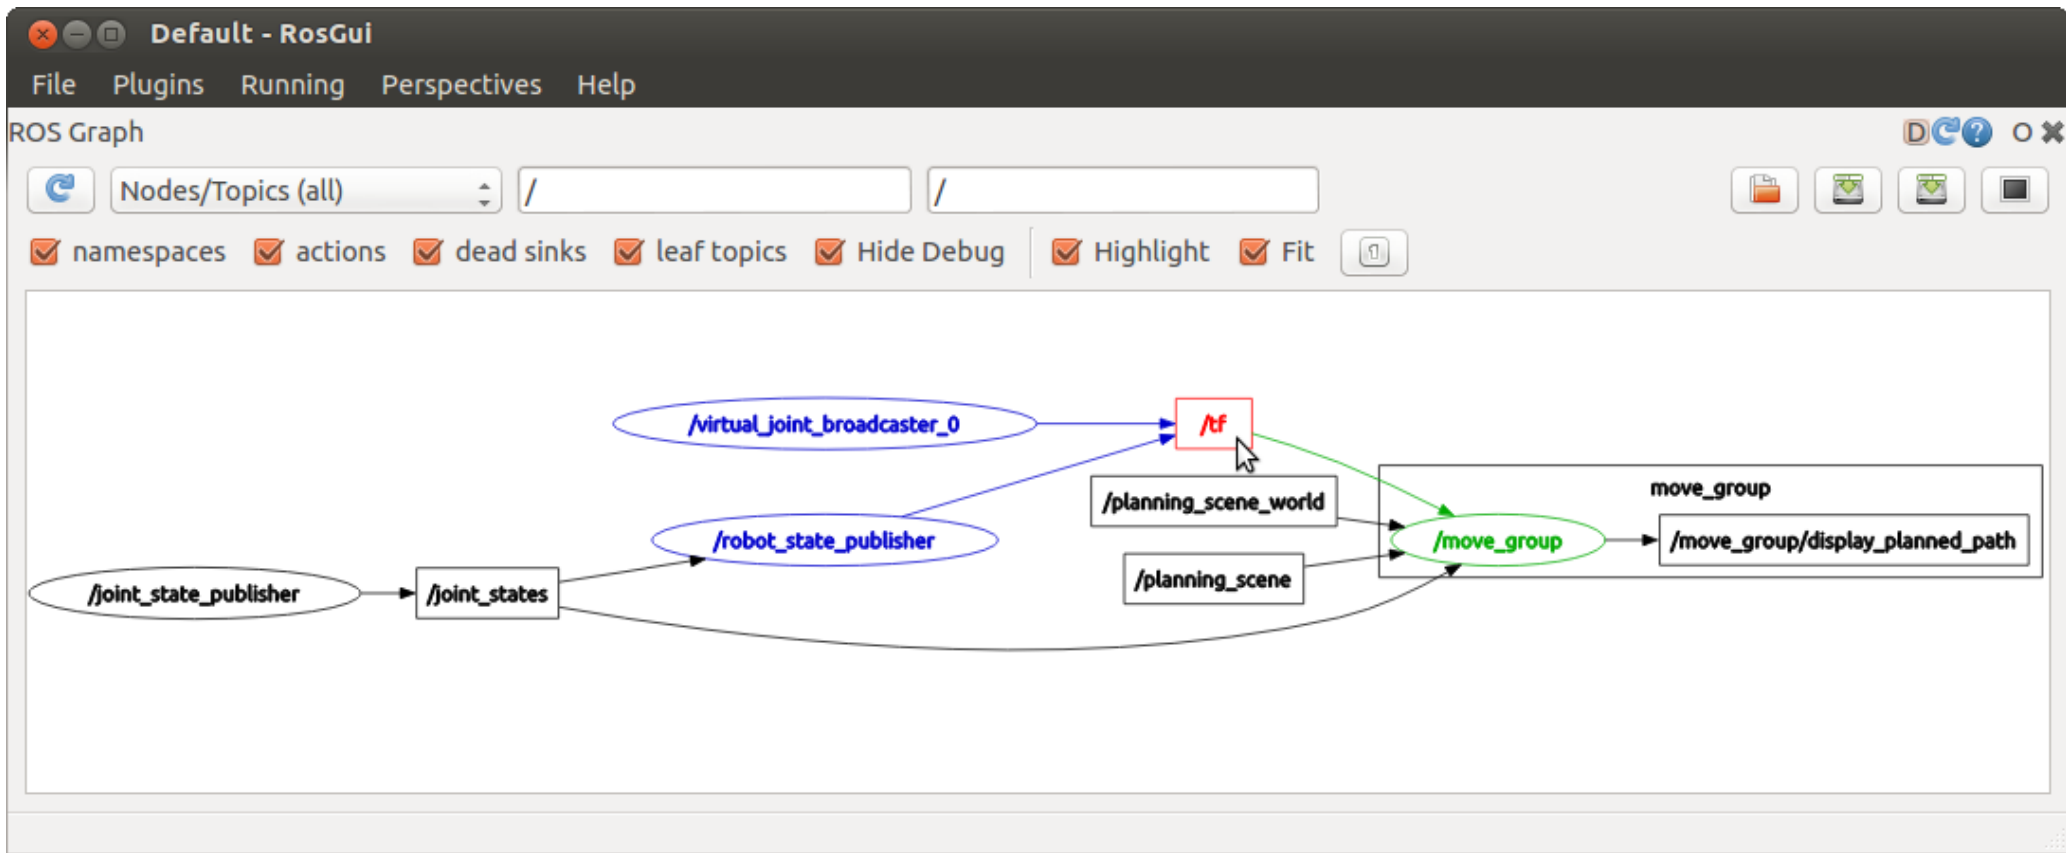 Default - RosGui
File Plugins Running Perspectives Help
ROS Graph
D C ? O
Nodes/Topics (all) / /
namespaces actions dead sinks leaf topics Hide Debug Highlight Fit 1
/virtual_joint_broadcaster_0 /tf
/planning_scene_world move_group
/robot_state_publisher /move_group /move_group/display_planned_path
/planning_scene
/joint_state_publisher /joint_states